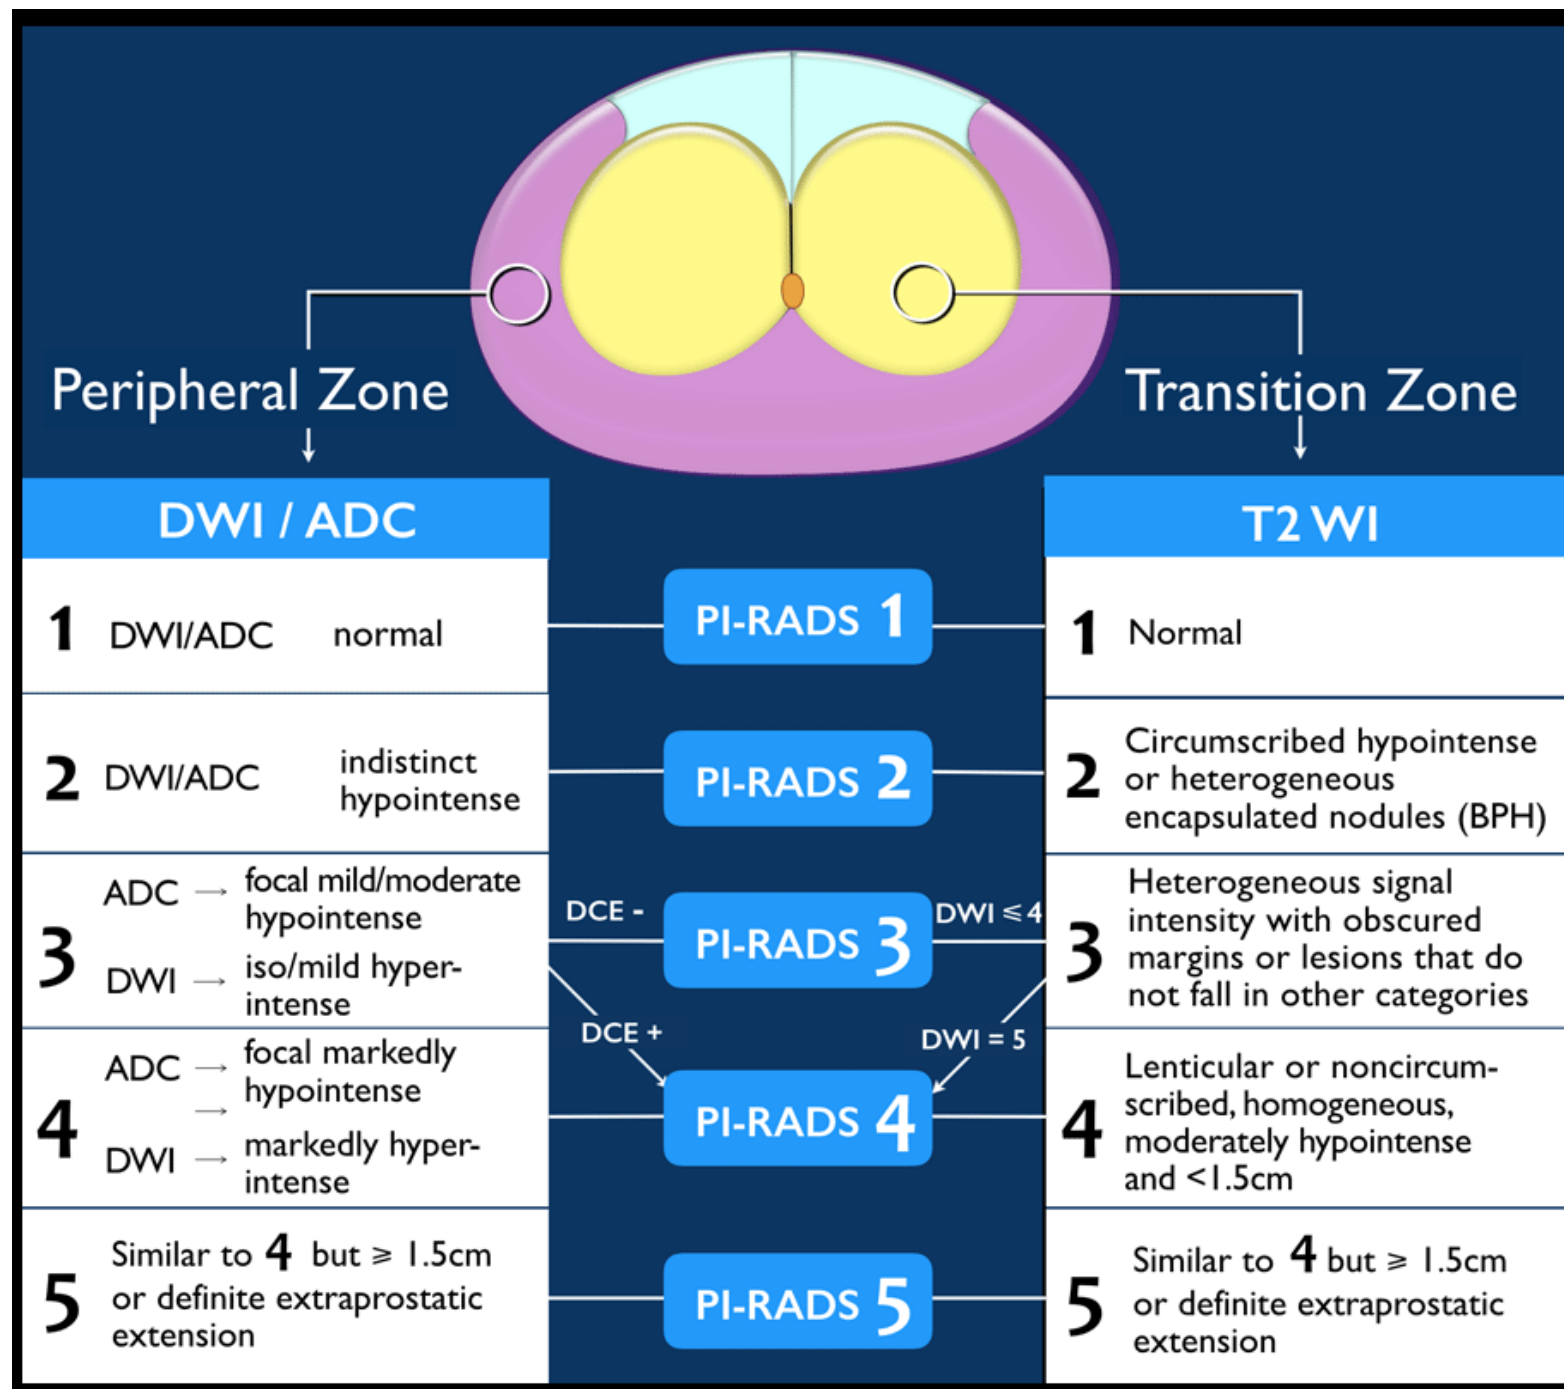 Peripheral Zone
Transition Zone
DWI / ADC
T2 WI
1 DWI/ADC normal
PI-RADS 1
1 Normal
2 DWI/ADC
indistinct
hypointense
PI-RADS 2
2
Circumscribed hypointense
or heterogeneous
encapsulated nodules (BPH)
3
ADC → focal mild/moderate
hypointense
DWI → iso/mild hyper-
intense
DCE -
PI-RADS 3
DWI ⩽ 4
DCE +
DWI = 5
3
Heterogeneous signal
intensity with obscured
margins or lesions that do
not fall in other categories
4
ADC → focal markedly
→ hypointense
DWI → markedly hyper-
intense
PI-RADS 4
4
Lenticular or noncircum-
scribed, homogeneous,
moderately hypointense
and <1.5cm
5
Similar to 4 but ⩾ 1.5cm
or definite extraprostatic
extension
PI-RADS 5
5
Similar to 4 but ⩾ 1.5cm
or definite extraprostatic
extension